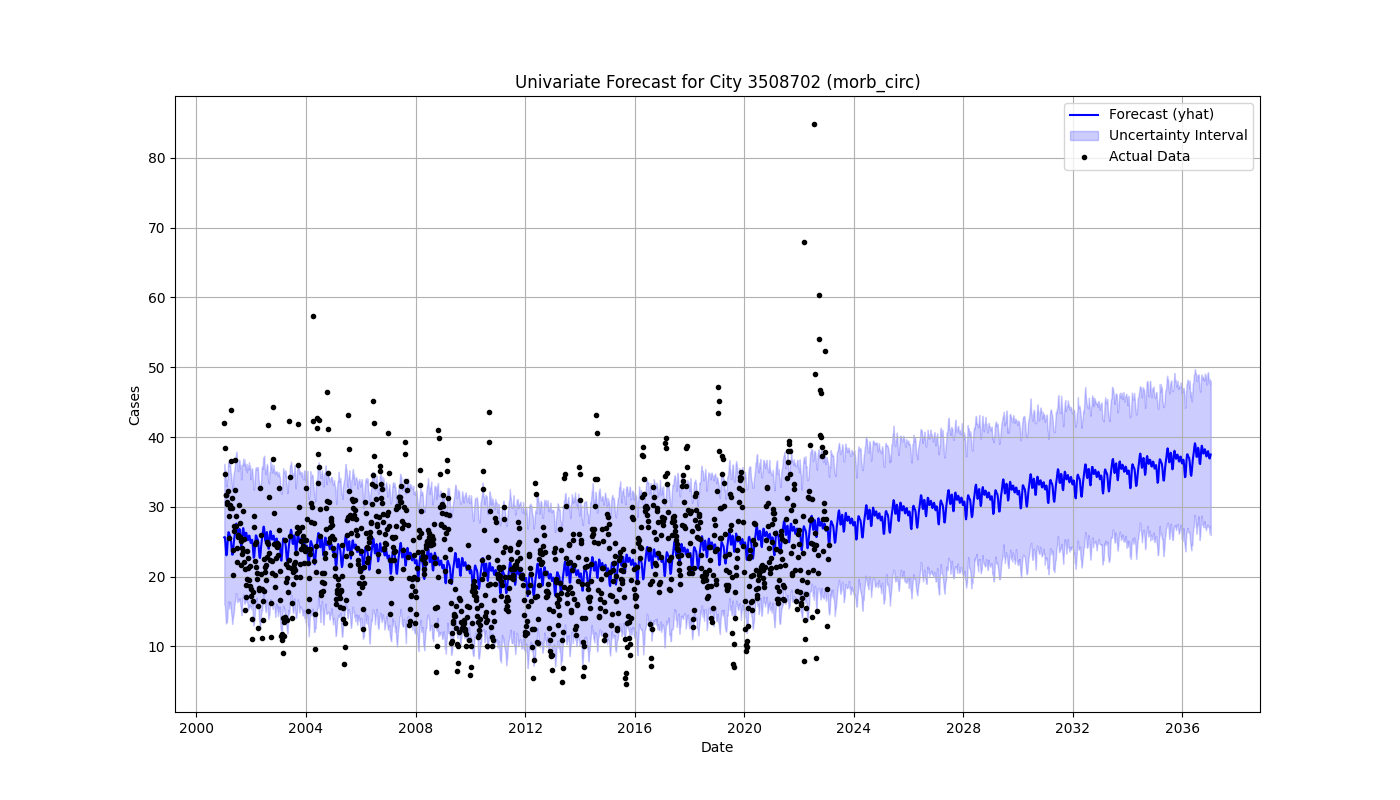 Univariate Forecast for City 3508702 (morb_circ)
Forecast (yhat)
Uncertainty Interval
Actual Data
Cases
80
70
60
50
40
30
20
10
2000 2004 2008 2012 2016 2020 2024 2028 2032 2036
Date